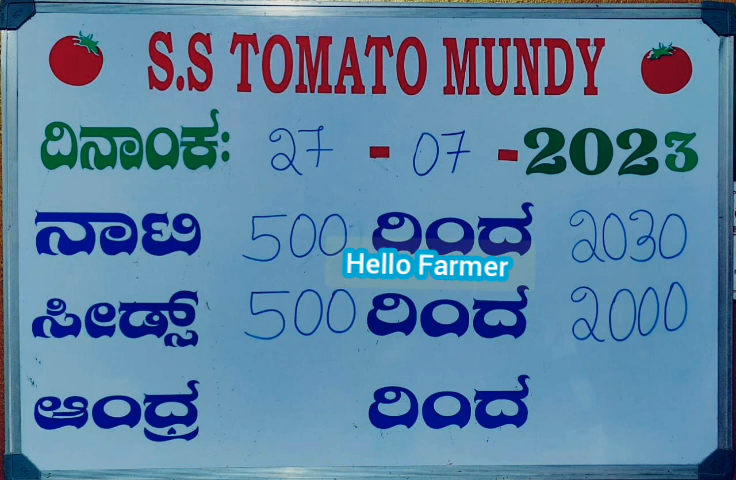 S.S TOMATO MUNDY
ದಿನಾಂಕ: 27 - 07 - 2023
ನಾಟಿ 500 ರಿಂದ 2030
Hello Farmer
ಸೀಡ್ಸ್ 500 ರಿಂದ 2000
ಆಂಧ್ರ ರಿಂದ